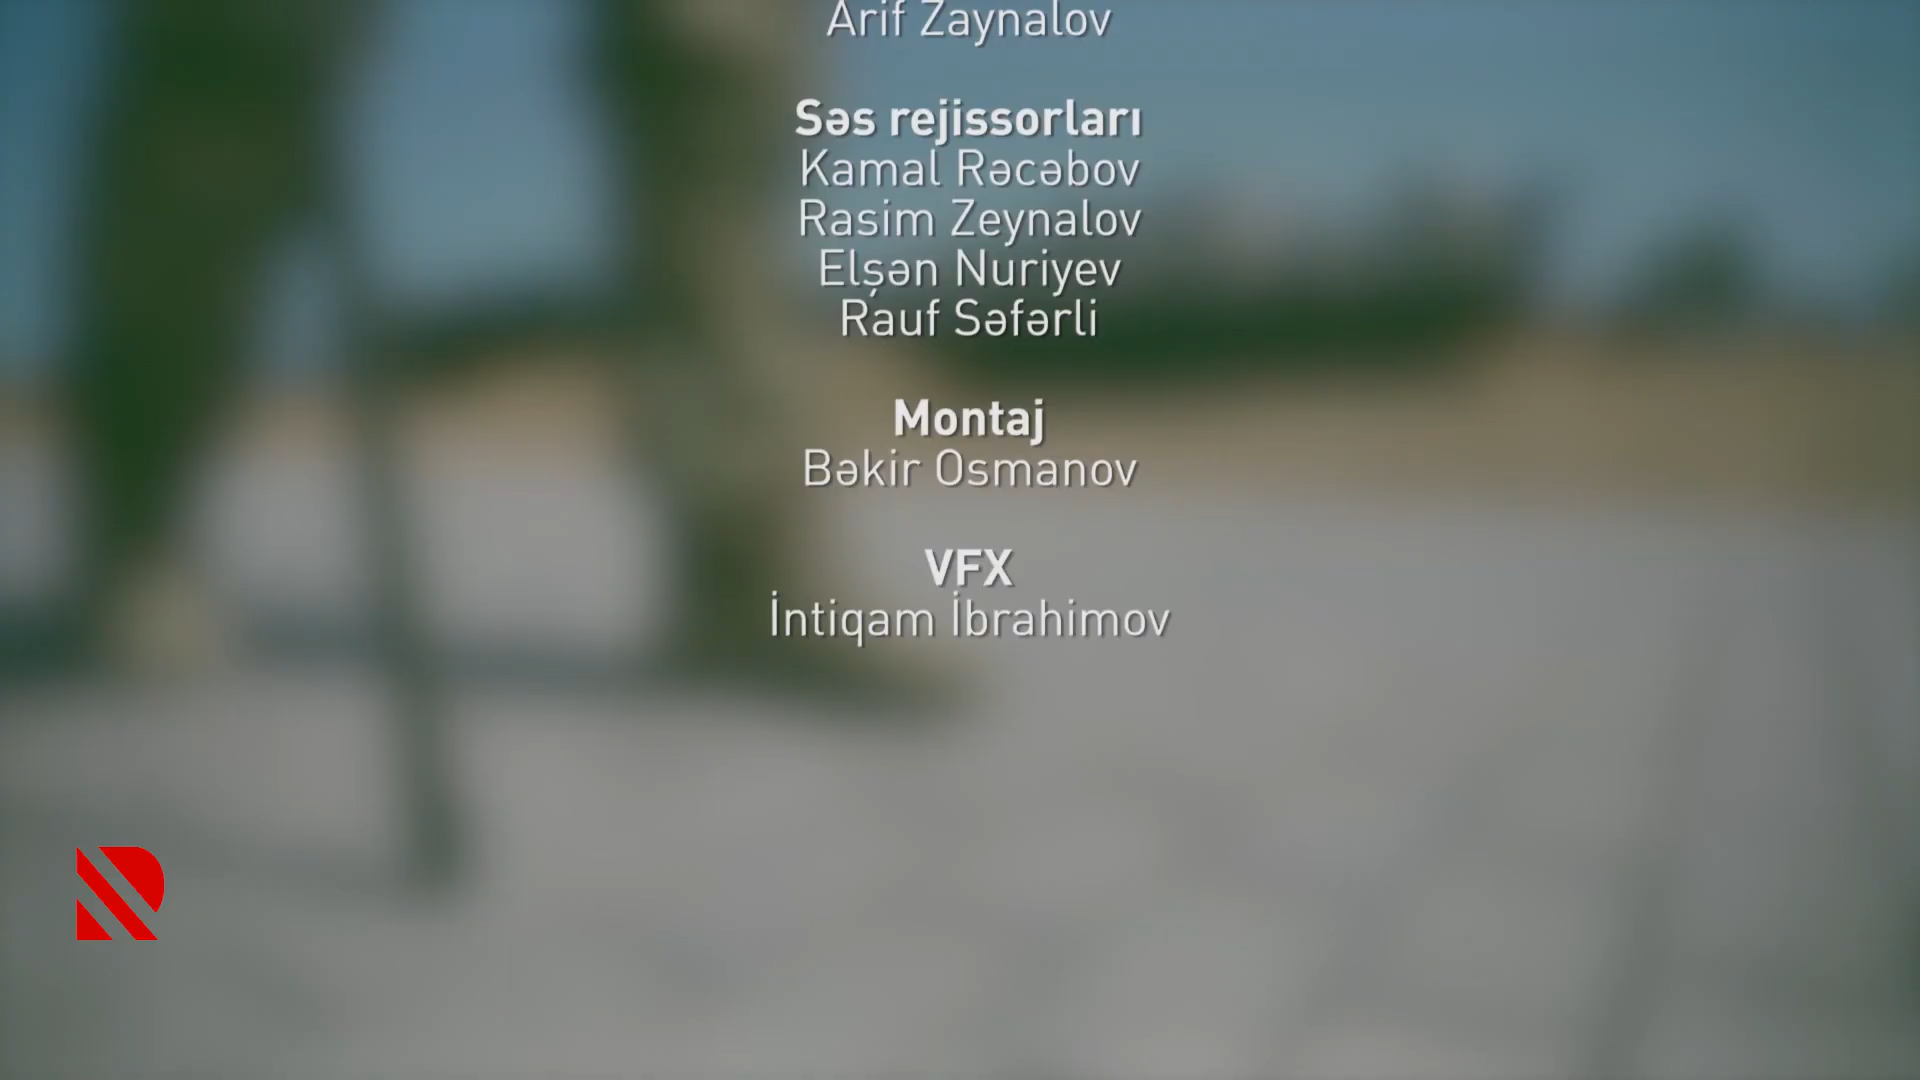 Arif Zaynalov
Səs rejissorları
Kamal Rəcəbov
Rasim Zeynalov
Elşən Nuriyev
Rauf Səfərli
Montaj
Bəkir Osmanov
VFX
İntiqam İbrahimov